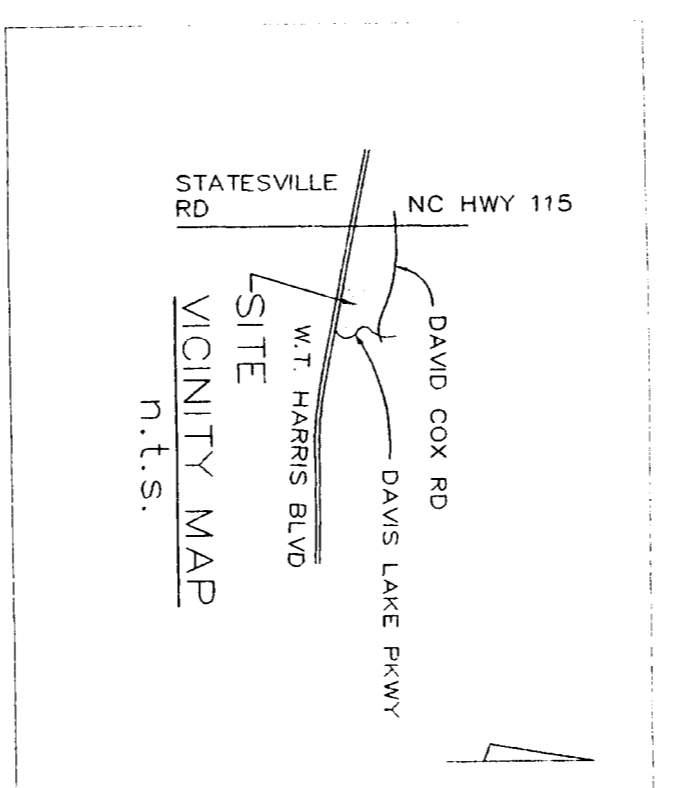 STATESVILLE
RD
NC HWY 115
DAVID COX RD
DAVIS LAKE PKWY
W.T. HARRIS BLVD
SITE
VICINITY MAP
n.t.s.